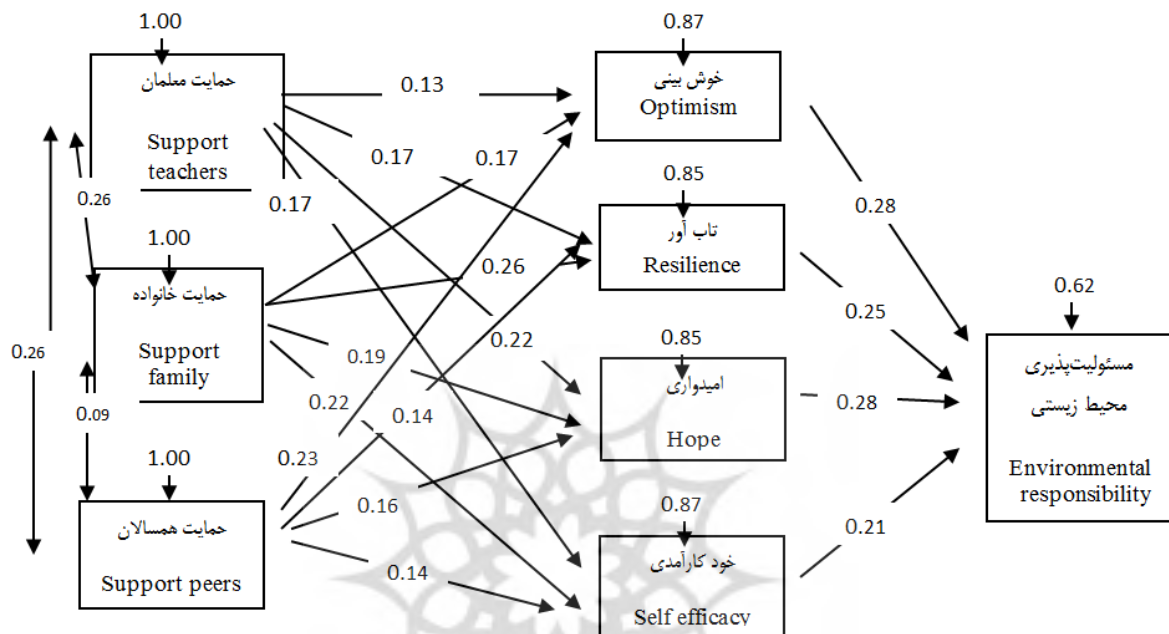 1.00
حمایت معلمان
Support
teachers
0.87
خوش بینی
Optimism
0.13
0.17
0.17
0.17
0.26
0.85
تاب آور
Resilience
0.28
1.00
حمایت خانواده
Support
family
0.26
0.26
0.09
0.19
0.22
0.22
0.14
0.85
امیدواری
Hope
0.25
0.28
0.62
مسئولیت‌پذیری
محیط زیستی
Environmental
responsibility
1.00
حمایت همسالان
Support peers
0.23
0.16
0.14
0.87
خود کارآمدی
Self efficacy
0.21